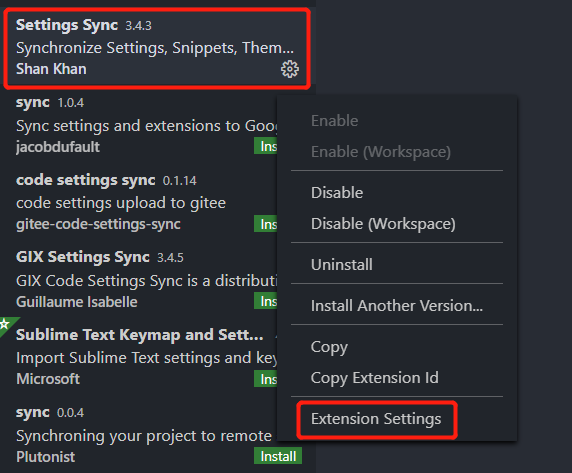 Settings Sync 3.4.3
Synchronize Settings, Snippets, Them...
Shan Khan
sync 1.0.4
Sync settings and extensions to Goo
jacobdufault Ins
code settings sync 0.1.14
code settings upload to gitee
gitee-code-settings-sync Ins
GIX Settings Sync 3.4.5
GIX Code Settings Sync is a distributi
Guillaume Isabelle Ins
Sublime Text Keymap and Sett...
Import Sublime Text settings and key
Microsoft Ins
sync 0.0.4
Synchroning your project to remote
Plutonist Install
Enable
Enable (Workspace)
Disable
Disable (Workspace)
Uninstall
Install Another Version...
Copy
Copy Extension Id
Extension Settings